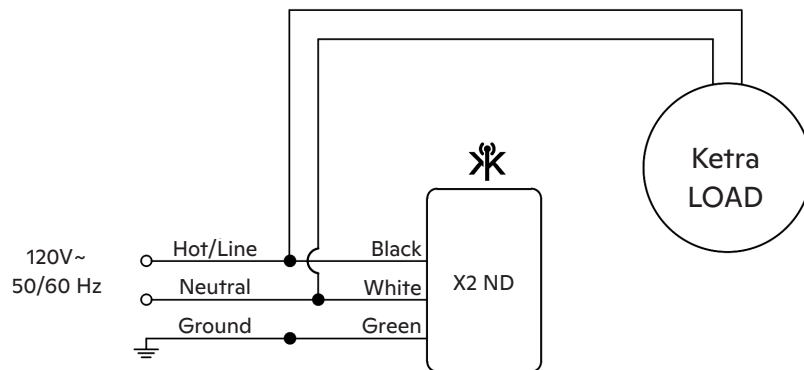 Ketra
LOAD
120V~
50/60 Hz
Hot/Line
Black
Neutral
White
Ground
Green
X2 ND